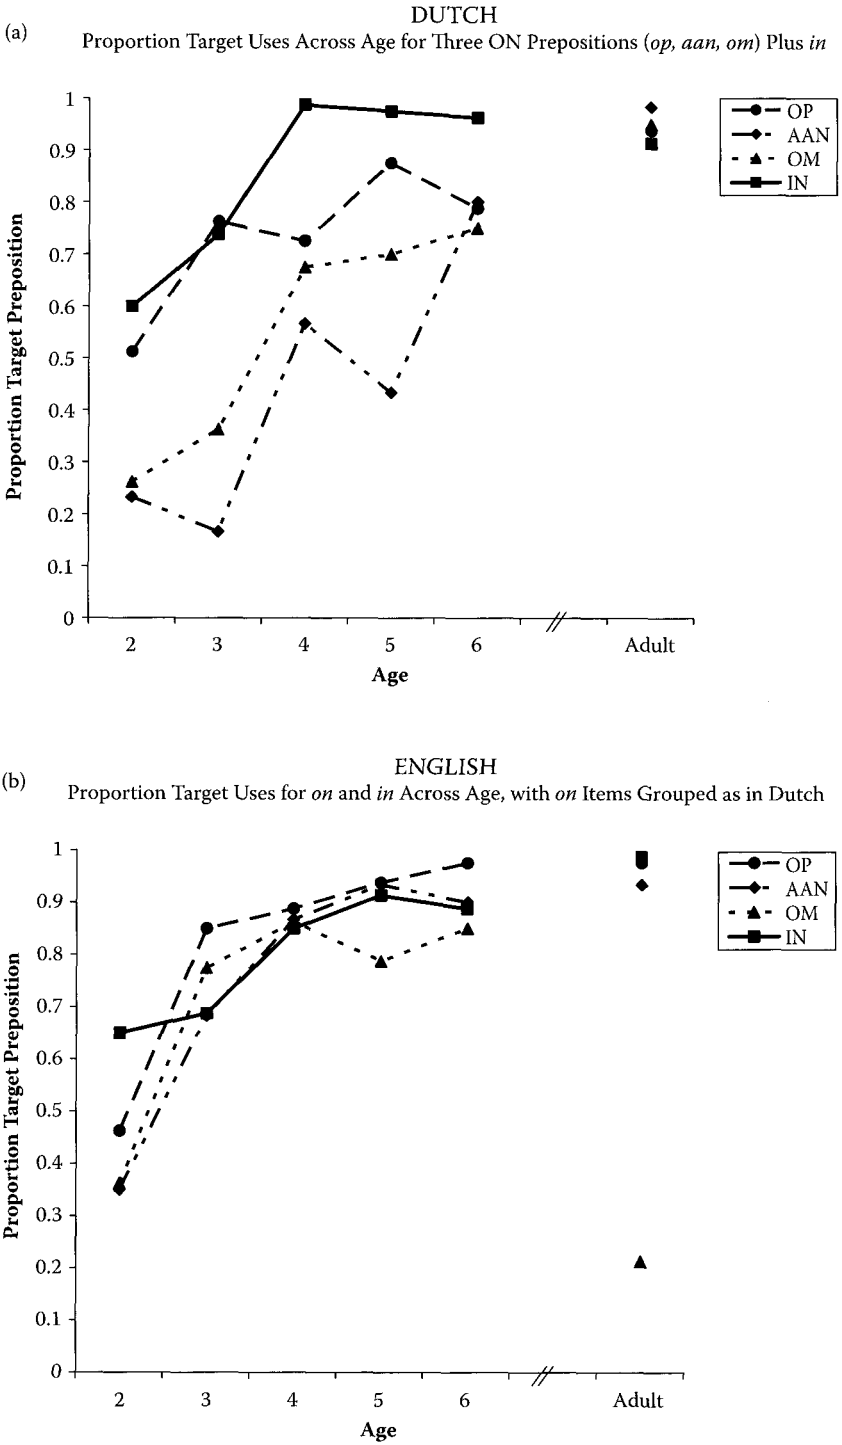 (a)
DUTCH
Proportion Target Uses Across Age for Three ON Prepositions (op, aan, om) Plus in
Proportion Target Preposition
1
0.9
0.8
0.7
0.6
0.5
0.4
0.3
0.2
0.1
0
2 3 4 5 6 Adult
Age
OP
AAN
OM
IN
(b)
ENGLISH
Proportion Target Uses for on and in Across Age, with on Items Grouped as in Dutch
Proportion Target Preposition
1
0.9
0.8
0.7
0.6
0.5
0.4
0.3
0.2
0.1
0
2 3 4 5 6 Adult
Age
OP
AAN
OM
IN